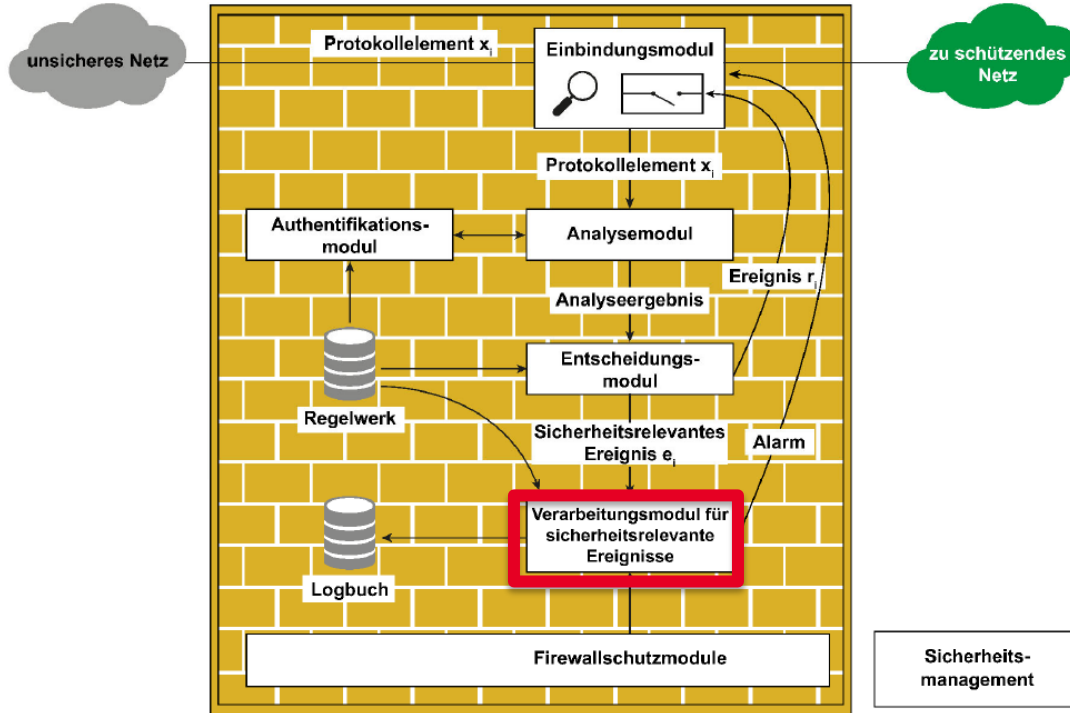 Protokollelement xᵢ
unsicheres Netz
Einbindungsmodul
zu schützendes
Netz
Protokollelement xᵢ
Authentifikations-
modul
Analysemodul
Ereignis rᵢ
Analyseergebnis
Entscheidungs-
modul
Regelwerk
Sicherheitsrelevantes
Ereignis eᵢ
Alarm
Verarbeitungsmodul für
sicherheitsrelevante
Ereignisse
Logbuch
Firewallschutzmodule
Sicherheits-
management